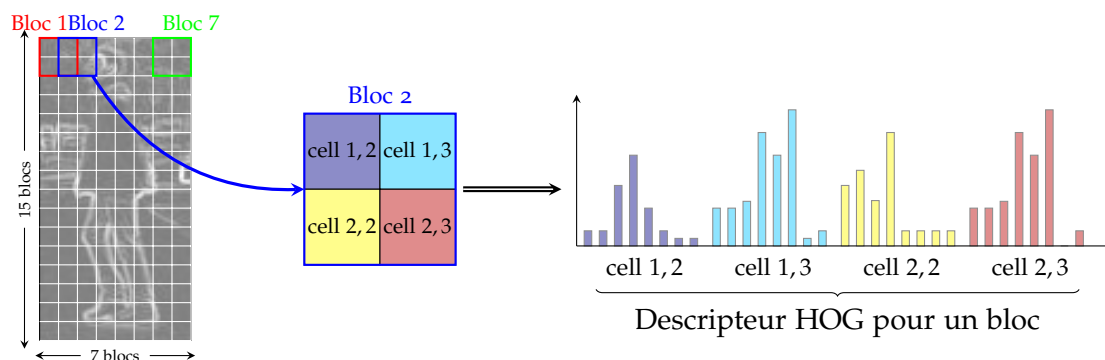 Bloc 1 Bloc 2 Bloc 7
15 blocs
7 blocs
Bloc 2
cell 1, 2 cell 1, 3
cell 2, 2 cell 2, 3
cell 1, 2 cell 1, 3 cell 2, 2 cell 2, 3
Descripteur HOG pour un bloc